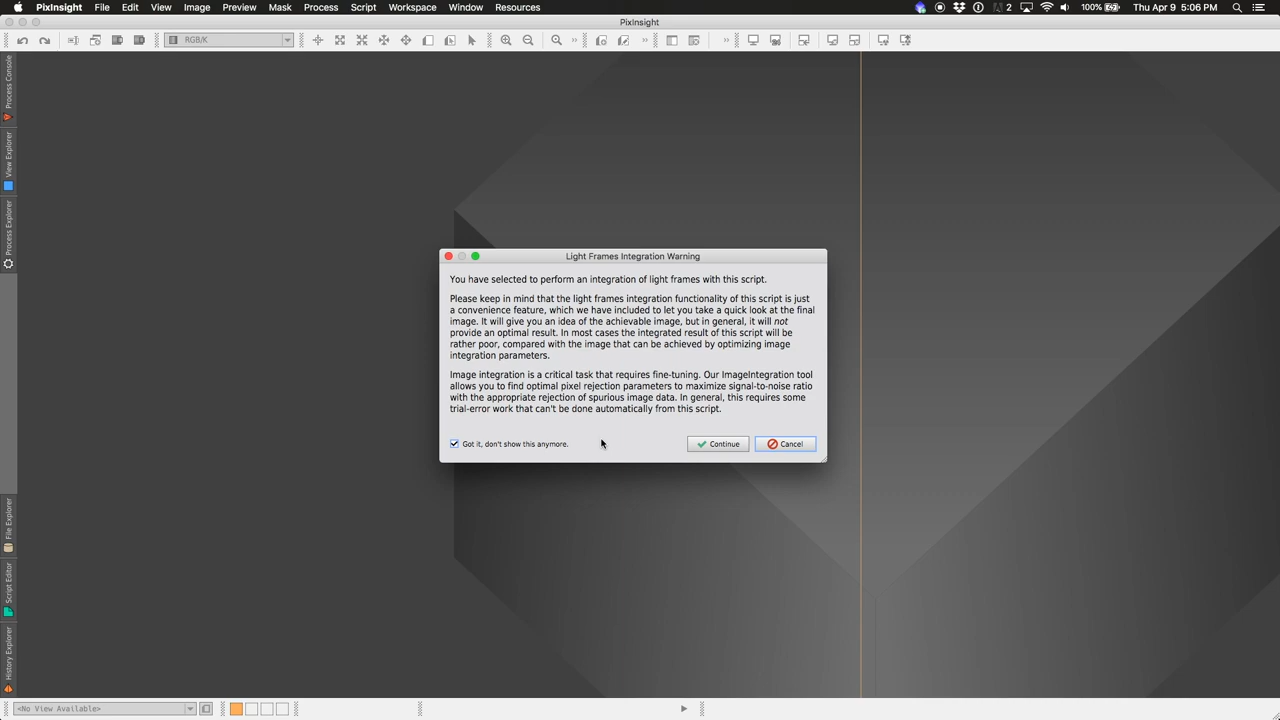 PixInsight File Edit View Image Preview Mask Process Script Workspace Window Resources 2 100% Thu Apr 9 5:06 PM
PixInsight
RGB/K
Process Console
View Explorer
Process Explorer
File Explorer
Script Editor
History Explorer
Light Frames Integration Warning
You have selected to perform an integration of light frames with this script.
Please keep in mind that the light frames integration functionality of this script is just
a convenience feature, which we have included to let you take a quick look at the final
image. It will give you an idea of the achievable image, but in general, it will not
provide an optimal result. In most cases the integrated result of this script will be
rather poor, compared with the image that can be achieved by optimizing image
integration parameters.
Image integration is a critical task that requires fine-tuning. Our ImageIntegration tool
allows you to find optimal pixel rejection parameters to maximize signal-to-noise ratio
with the appropriate rejection of spurious image data. In general, this requires some
trial-error work that can't be done automatically from this script.
Got it, don't show this anymore. Continue Cancel
<No View Available>